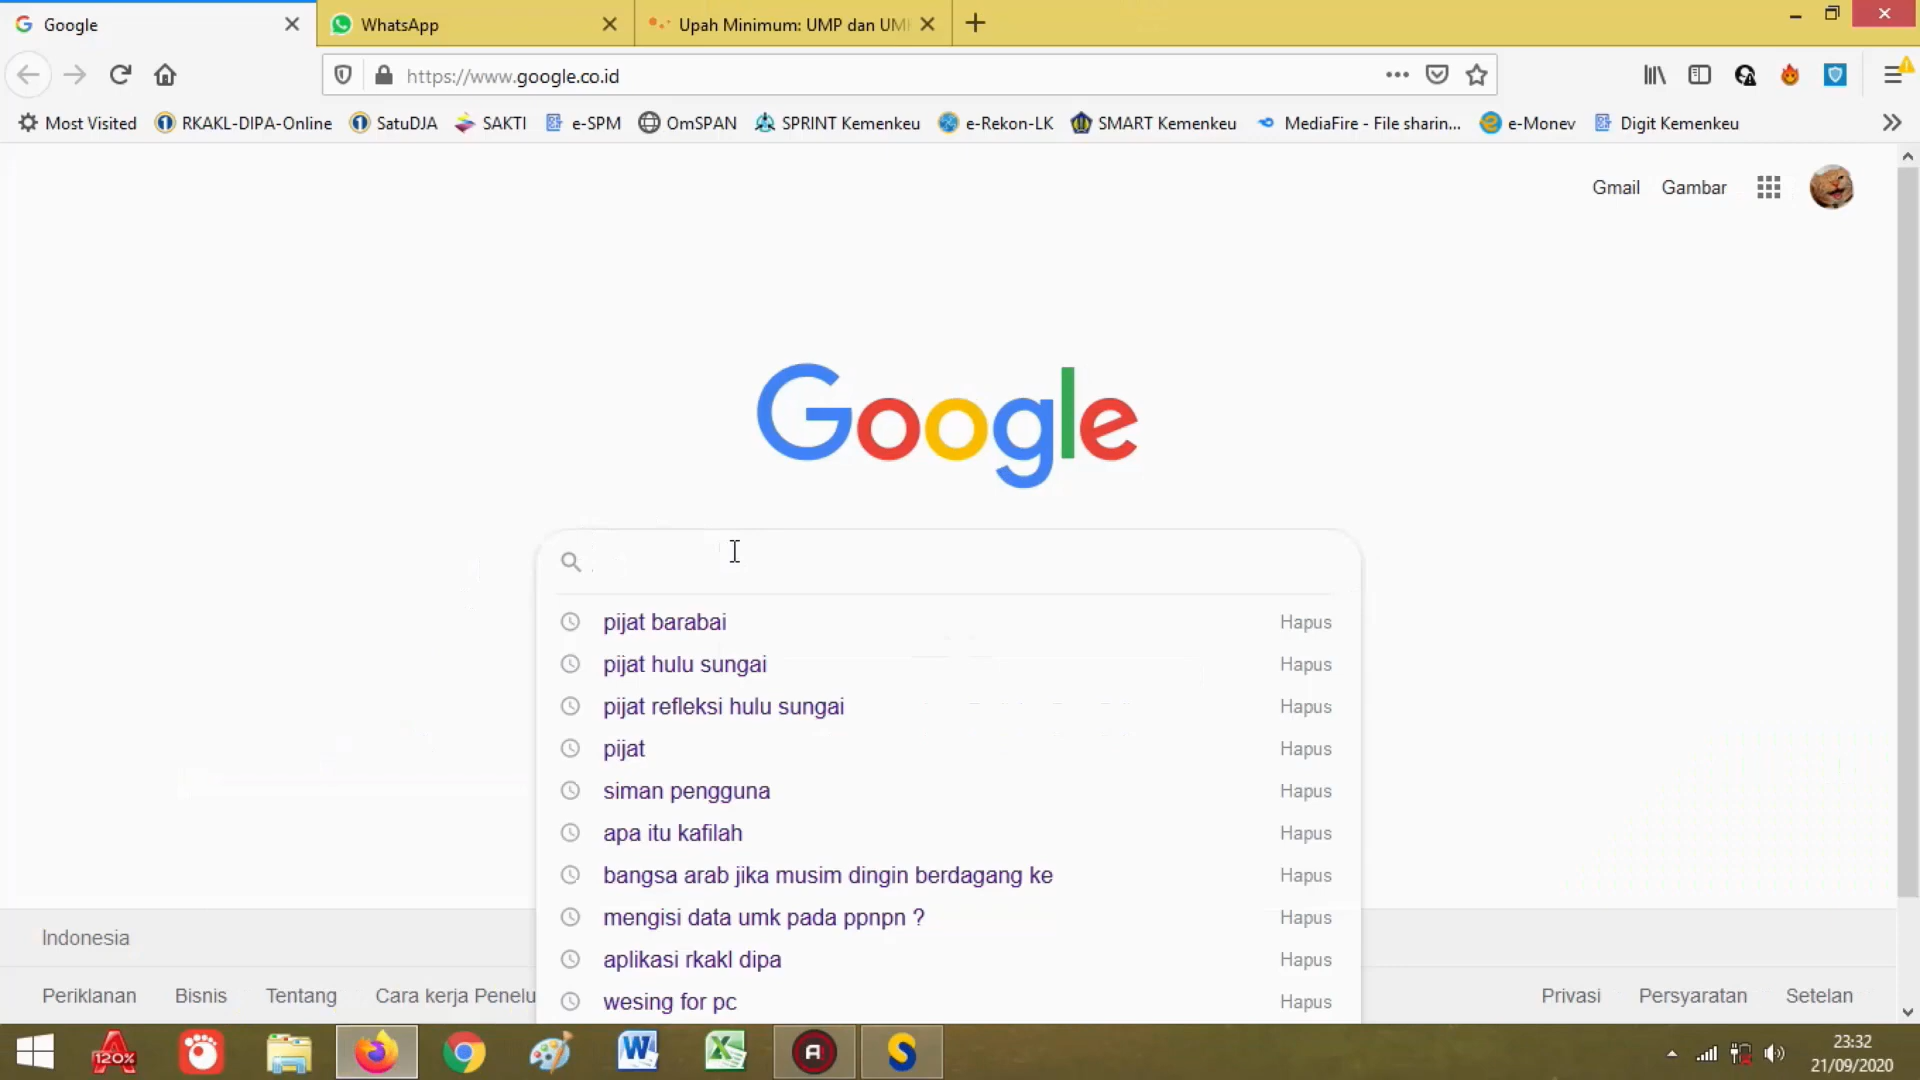 Google
WhatsApp
Upah Minimum: UMP dan UM
https://www.google.co.id
Most Visited
RKAKL-DIPA-Online
SatuDJA
SAKTI
e-SPM
OmSPAN
SPRINT Kemenkeu
e-Rekon-LK
SMART Kemenkeu
MediaFire - File sharin...
e-Monev
Digit Kemenkeu
Gmail
Gambar
Google
pijat barabai Hapus
pijat hulu sungai Hapus
pijat refleksi hulu sungai Hapus
pijat Hapus
siman pengguna Hapus
apa itu kafilah Hapus
bangsa arab jika musim dingin berdagang ke Hapus
mengisi data umk pada ppnpn ? Hapus
aplikasi rkakl dipa Hapus
wesing for pc Hapus
Indonesia
Periklanan
Bisnis
Tentang
Cara kerja Penelu
Privasi
Persyaratan
Setelan
120%
23:32
21/09/2020